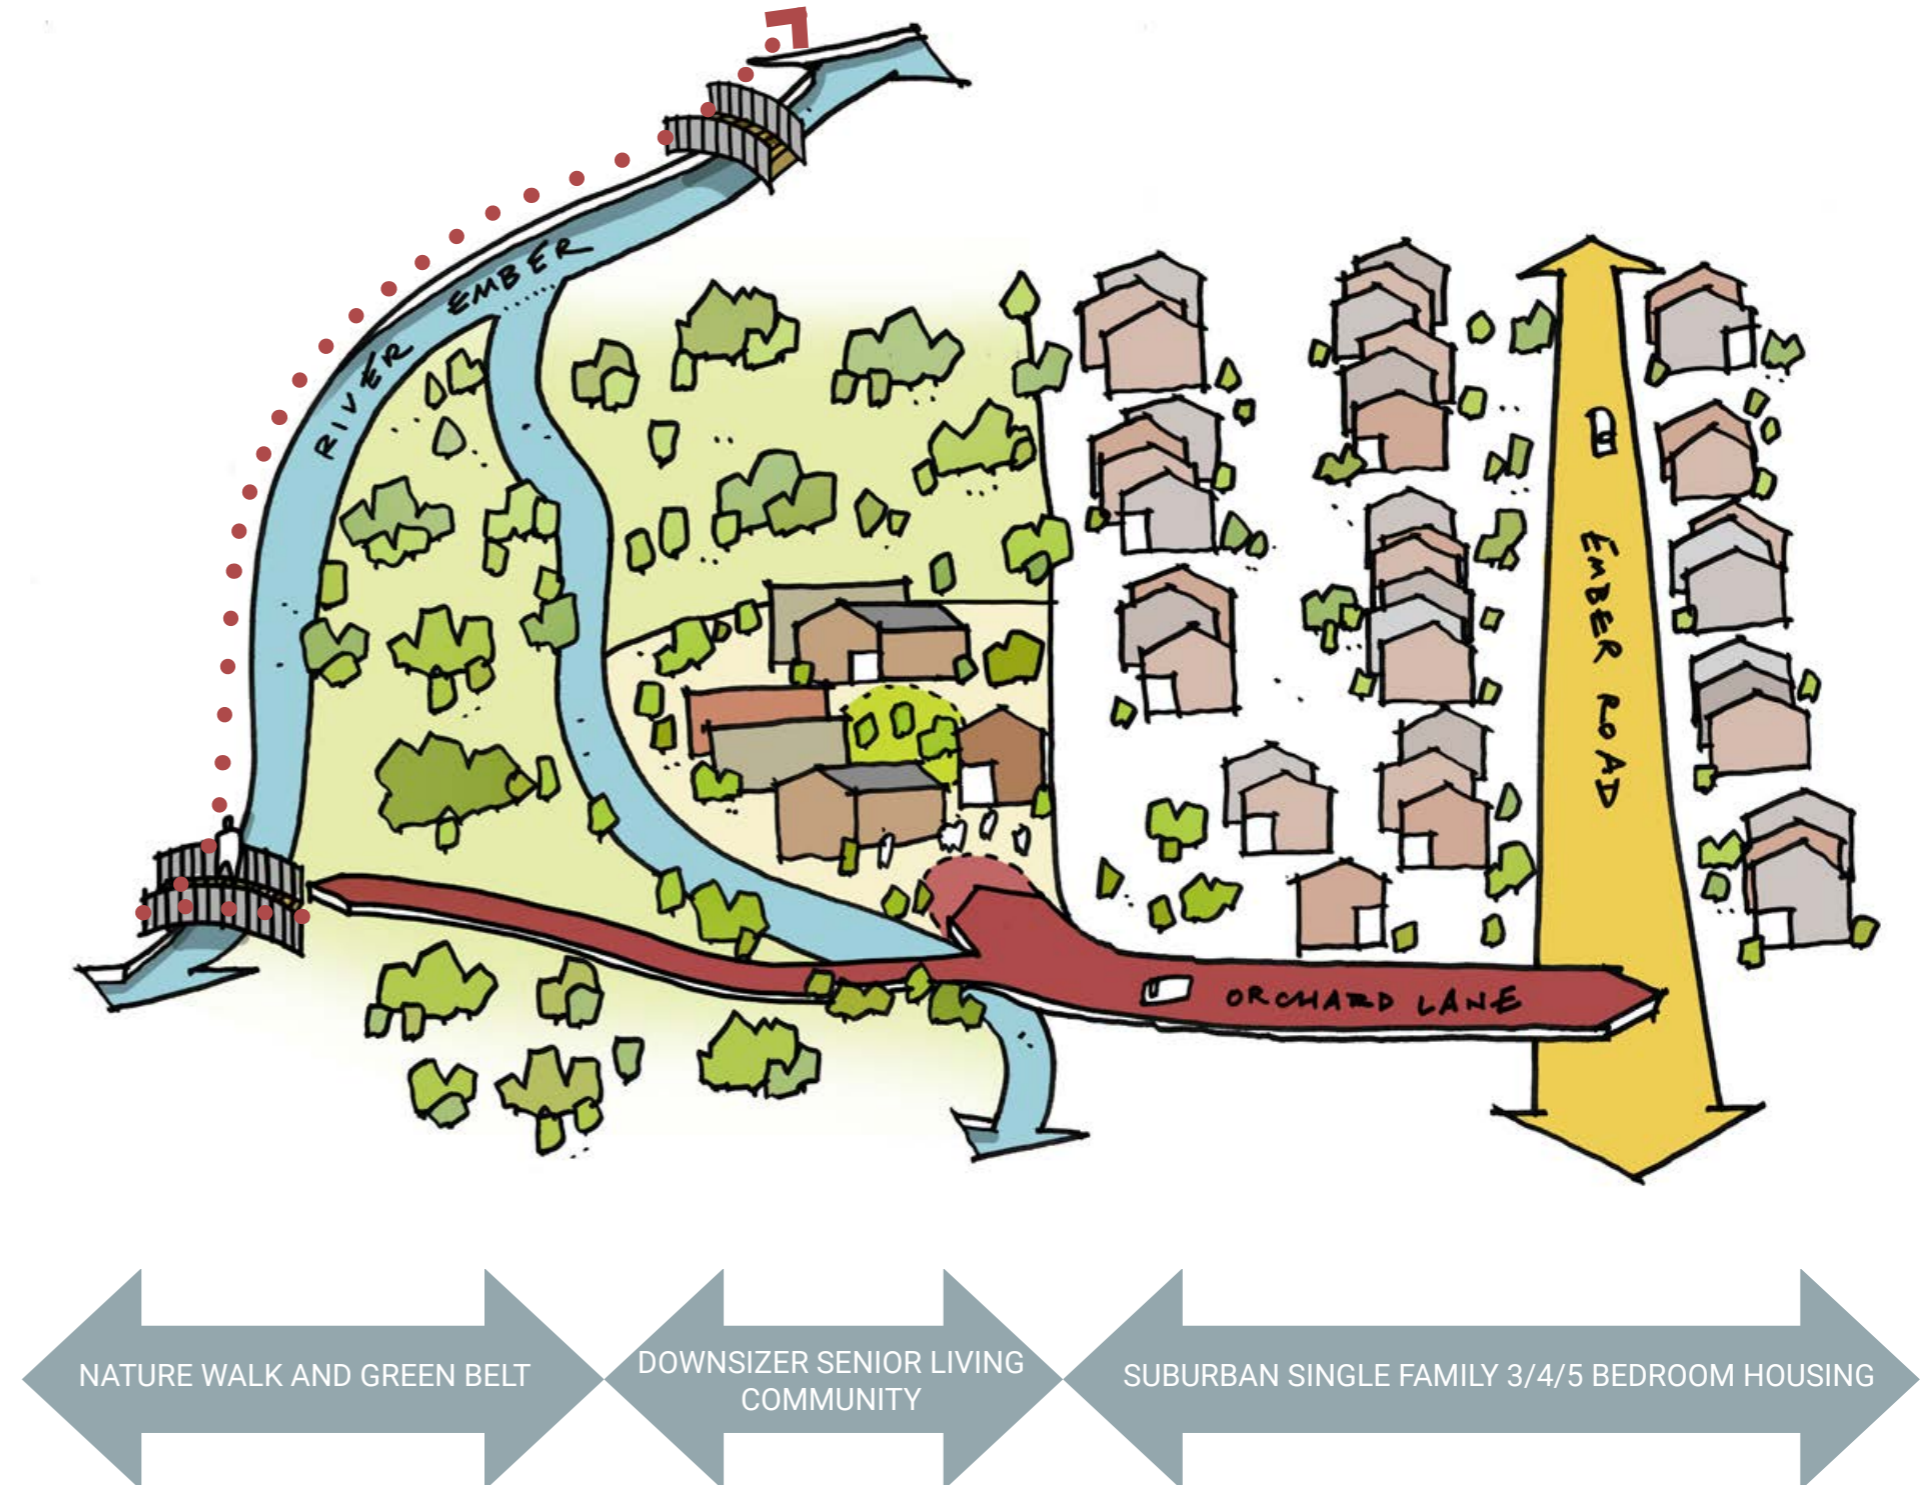 RIVER EMBER
EMBER ROAD
ORCHARD LANE
NATURE WALK AND GREEN BELT
DOWNSIZER SENIOR LIVING
COMMUNITY
SUBURBAN SINGLE FAMILY 3/4/5 BEDROOM HOUSING